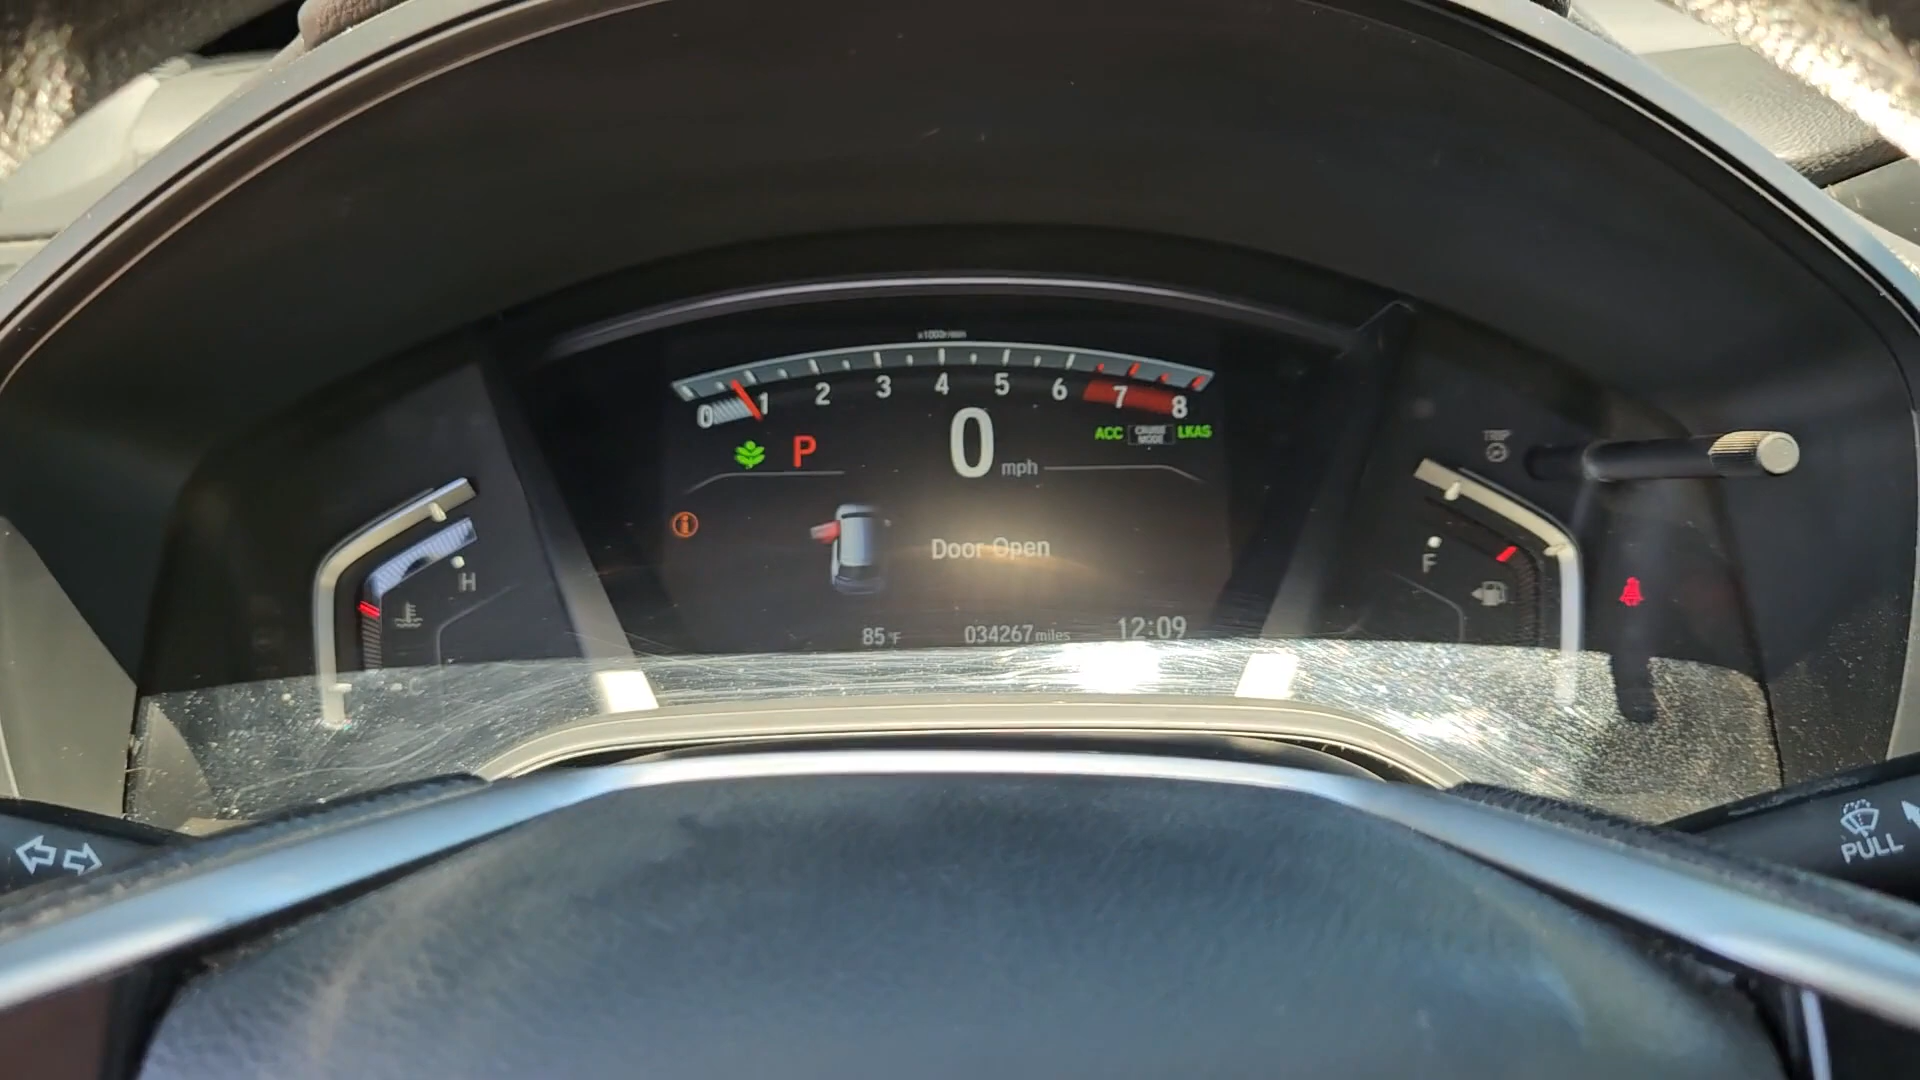 x1000r/min
0 1 2 3 4 5 6 7 8
P
0 mph
ACC CRUISE MODE LKAS
TRIP
H
Door Open
F
85°F 034267 miles 12:09
C
PULL